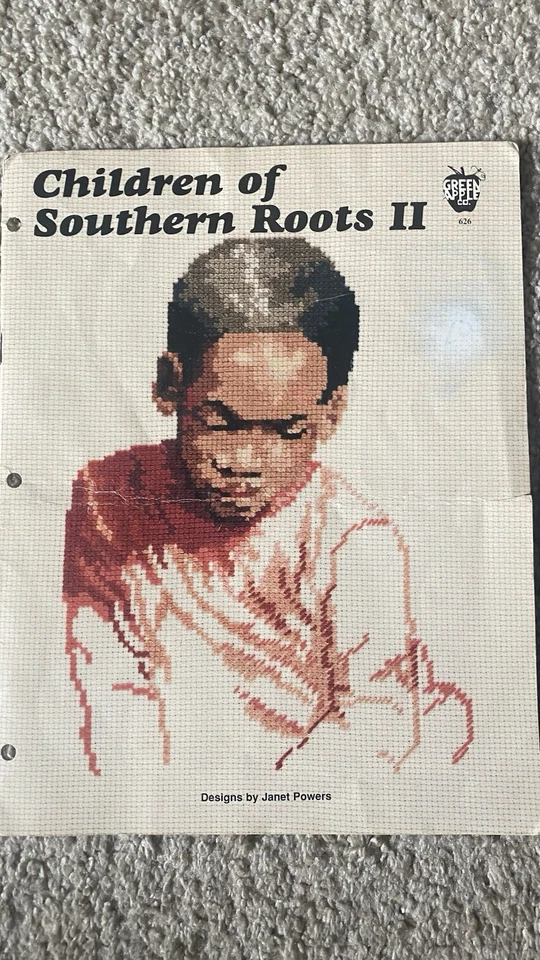 Children of
Southern Roots II
GREEN
APPLE
CO.
626
Designs by Janet Powers